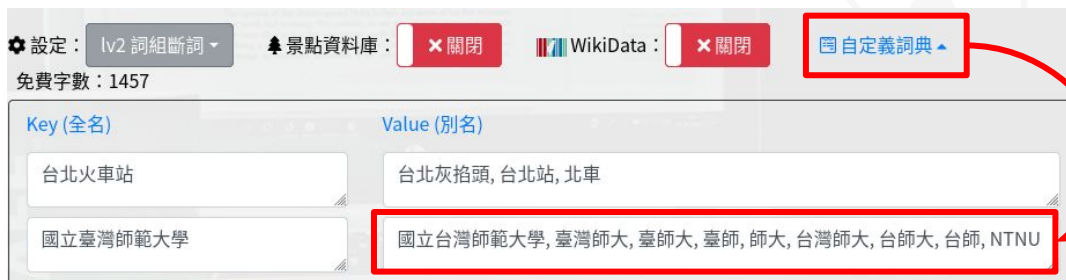 設定： lv2 詞組斷詞 景點資料庫： ×關閉 WikiData： ×關閉 自定義詞典
免費字數：1457
Key (全名) Value (別名)
台北火車站 台北灰掐頭, 台北站, 北車
國立臺灣師範大學 國立台灣師範大學, 臺灣師大, 臺師大, 臺師, 師大, 台灣師大, 台師大, 台師, NTNU